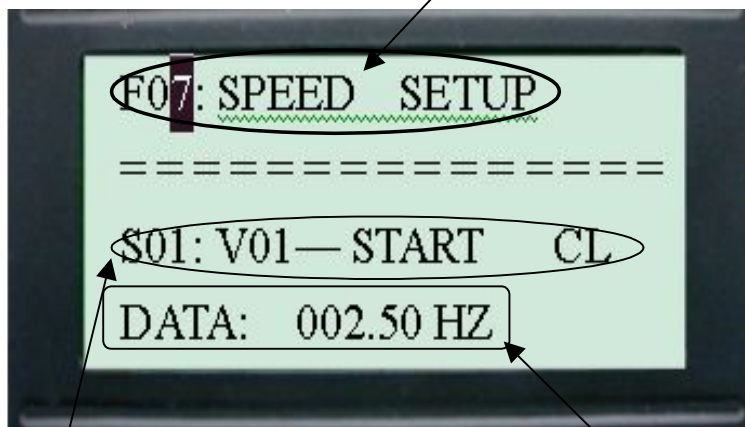 F07: SPEED SETUP
================
S01: V01— START CL
DATA: 002.50 HZ